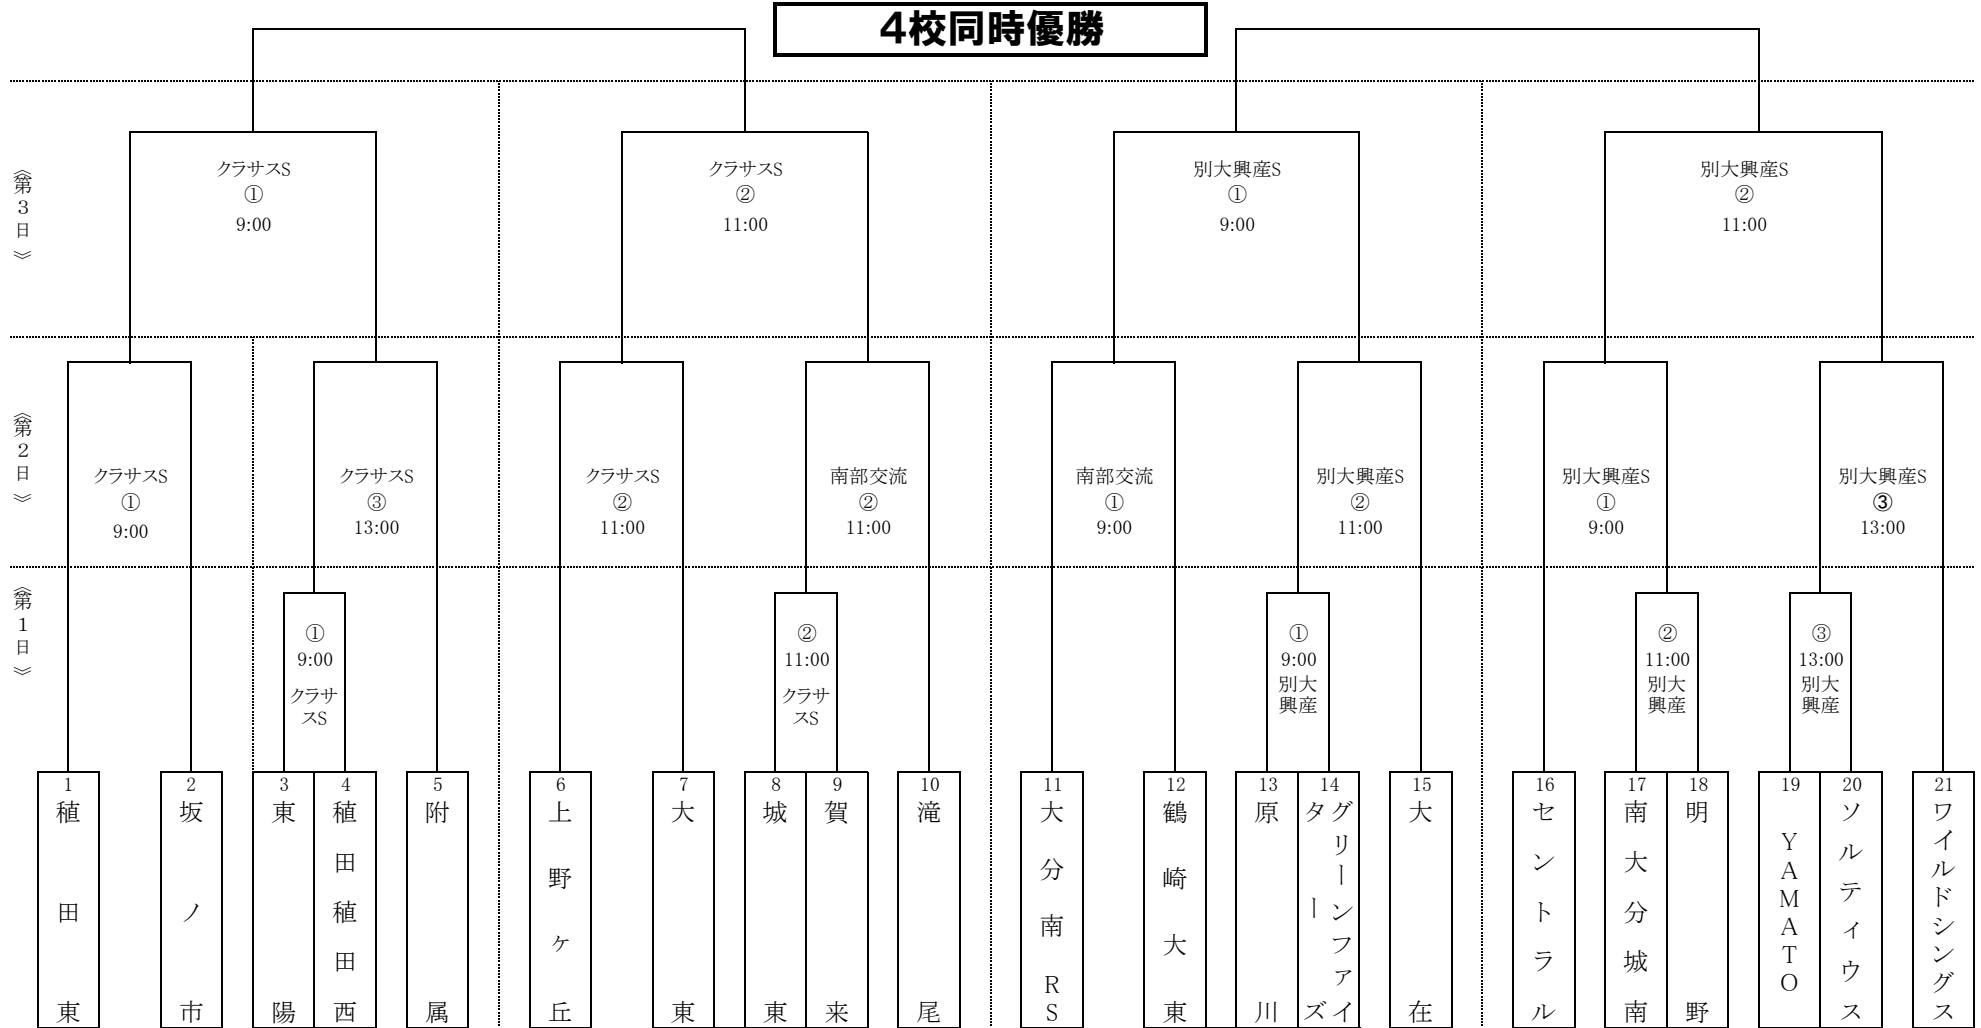 4校同時優勝
《第3日》
クラサスS
①
9:00
クラサスS
②
11:00
別大興産S
①
9:00
別大興産S
②
11:00
《第2日》
クラサスS
①
9:00
クラサスS
③
13:00
クラサスS
②
11:00
南部交流
②
11:00
南部交流
①
9:00
別大興産S
②
11:00
別大興産S
①
9:00
別大興産S
③
13:00
《第1日》
①
9:00
クラサ
スS
②
11:00
クラサ
スS
①
9:00
別大
興産
②
11:00
別大
興産
③
13:00
別大
興産
1
稙田東
2
坂ノ市
3
東陽
4
稙田稙田西
5
附属
6
上野ヶ丘
7
大東
8
城東
9
賀来
10
滝尾
11
大分南RS
12
鶴崎大東
13
原川
14
グリーンファイ
ターズ
15
大在
16
セントラル
17
南大分城南
18
明野
19
YAMATO
20
ソルティウス
21
ワイルドシングス